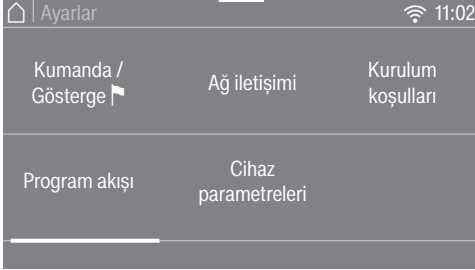 Ayarlar
11:02
Kumanda /
Gösterge
Ağ iletişimi
Kurulum
koşulları
Program akışı
Cihaz
parametreleri